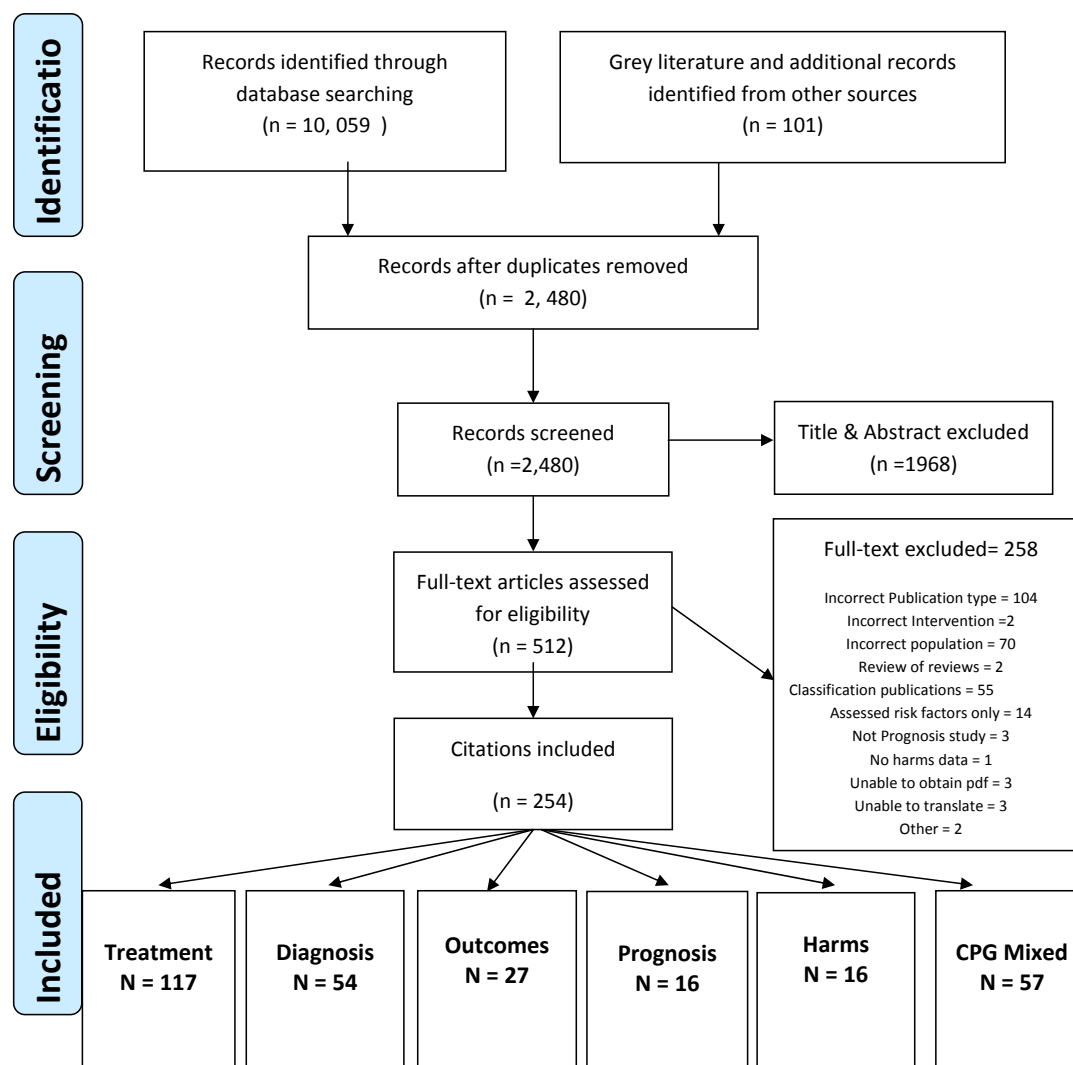 Identificatio
Records identified through
database searching
(n = 10, 059 )
Grey literature and additional records
identified from other sources
(n = 101)
Records after duplicates removed
(n = 2, 480)
Screening
Records screened
(n =2,480)
Title & Abstract excluded
(n =1968)
Eligibility
Full-text articles assessed
for eligibility
(n = 512)
Full-text excluded= 258
Incorrect Publication type = 104
Incorrect Intervention =2
Incorrect population = 70
Review of reviews = 2
Classification publications = 55
Assessed risk factors only = 14
Not Prognosis study = 3
No harms data = 1
Unable to obtain pdf = 3
Unable to translate = 3
Other = 2
Citations included
(n = 254)
Included
Treatment
N = 117
Diagnosis
N = 54
Outcomes
N = 27
Prognosis
N = 16
Harms
N = 16
CPG Mixed
N = 57